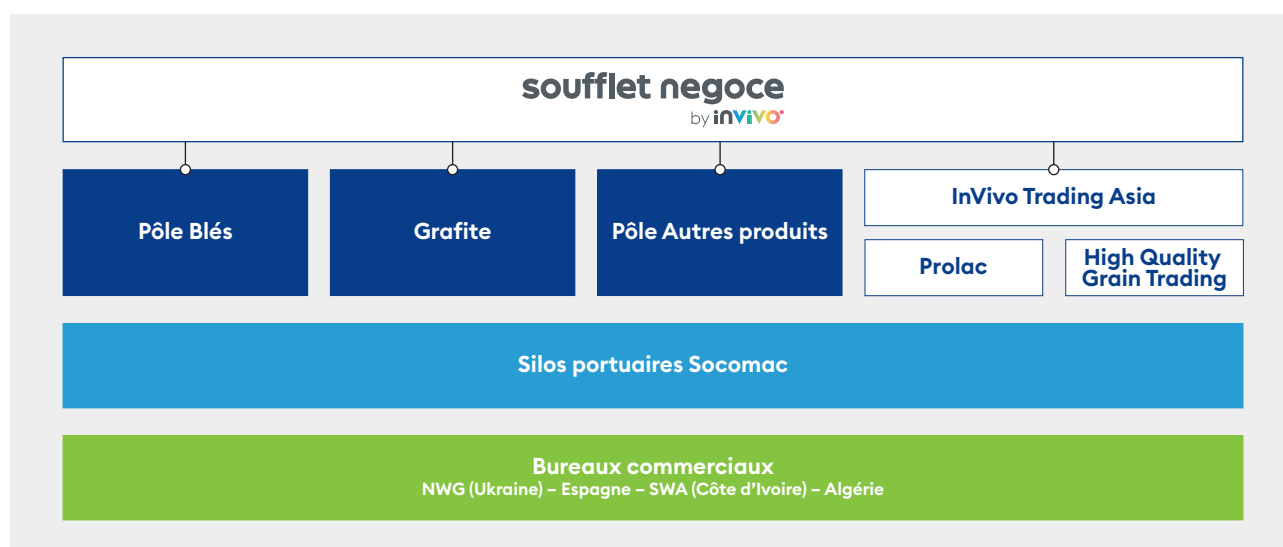 soufflet negoce
by inVivo
Pôle Blés
Grafite
Pôle Autres produits
InVivo Trading Asia
Prolac
High Quality
Grain Trading
Silos portuaires Socomac
Bureaux commerciaux
NWG (Ukraine) – Espagne – SWA (Côte d’Ivoire) – Algérie